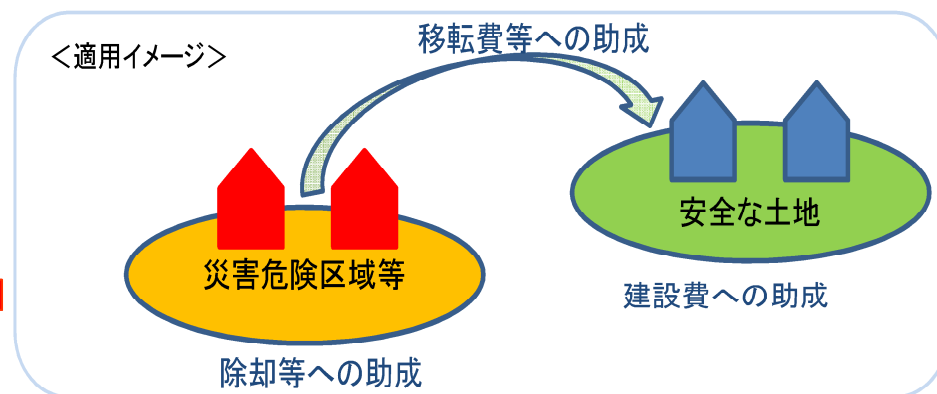 ＜適用イメージ＞
移転費等への助成
安全な土地
災害危険区域等
建設費への助成
除却等への助成